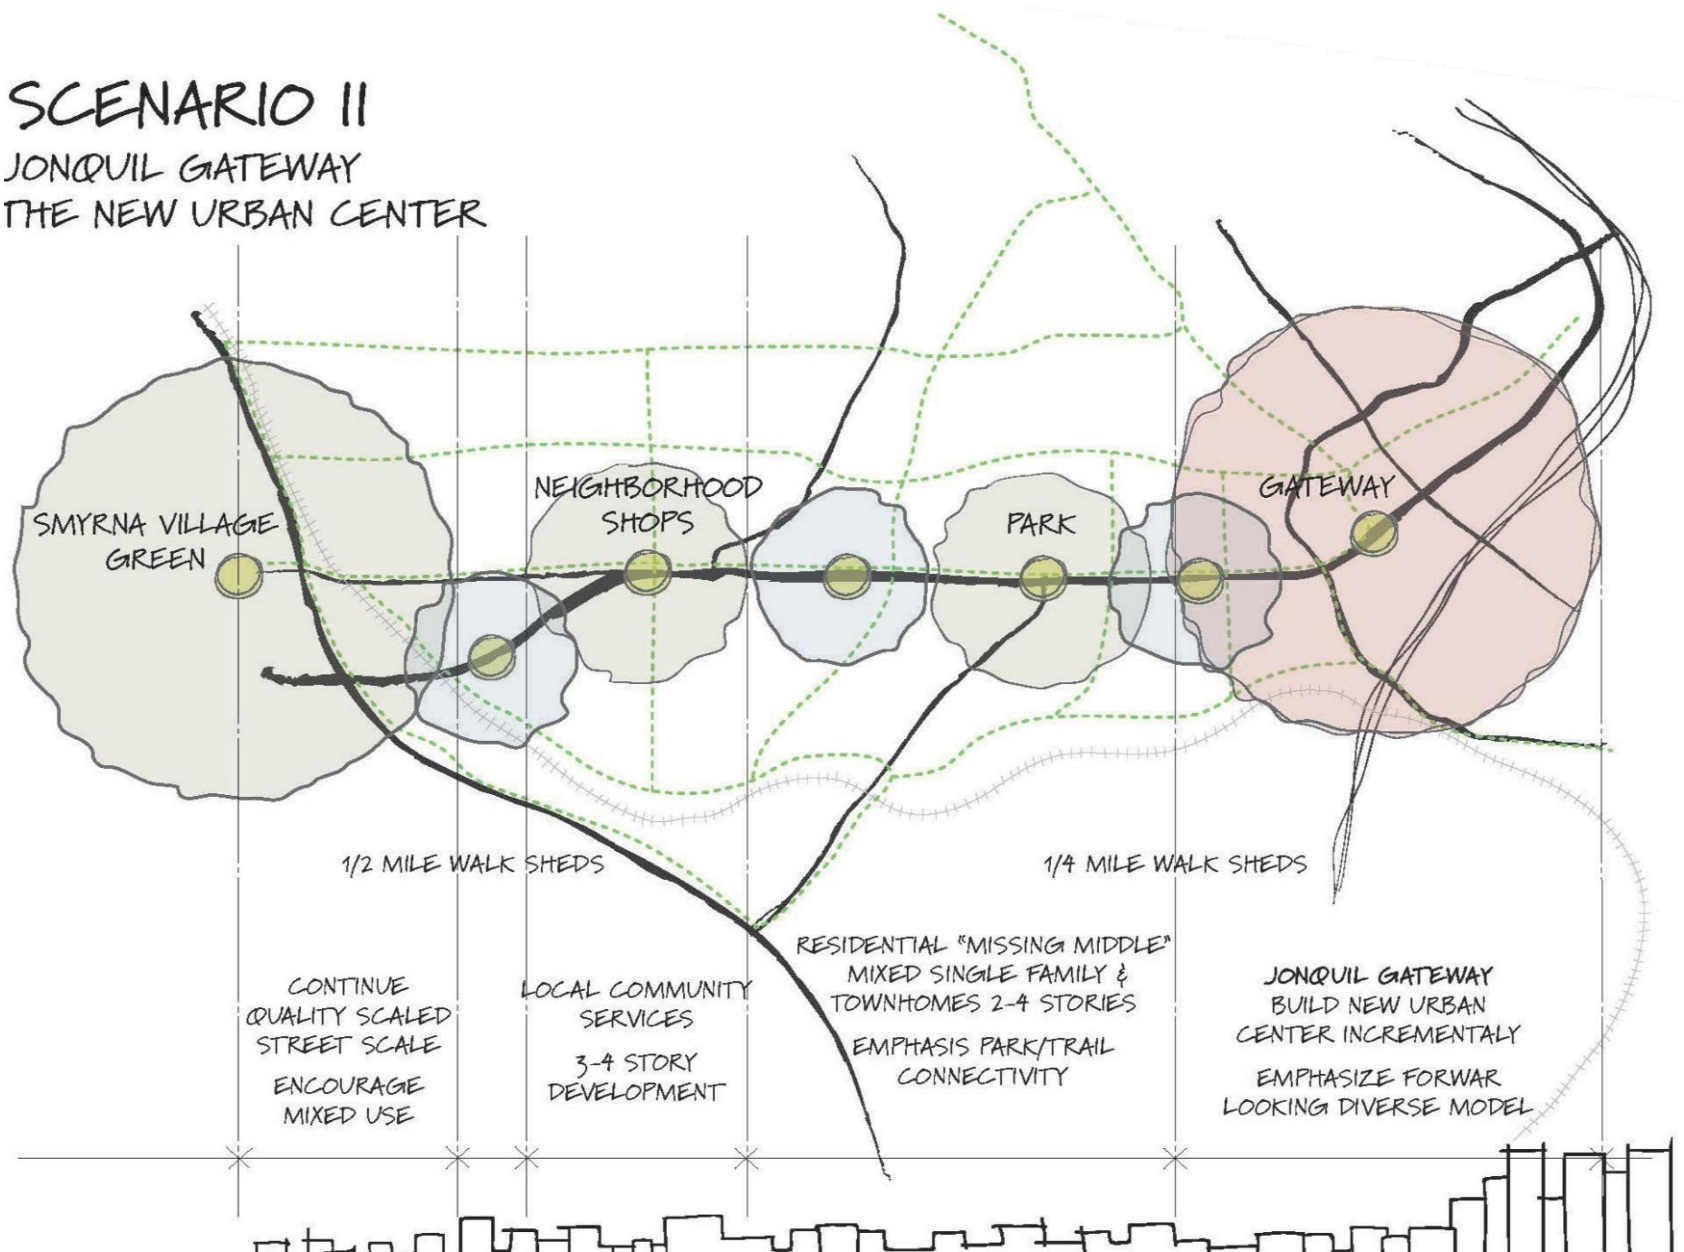 SCENARIO II
JONQUIL GATEWAY
THE NEW URBAN CENTER
NEIGHBORHOOD
SHOPS
GATEWAY
SMYRNA VILLAGE
GREEN
PARK
1/2 MILE WALK SHEDS
1/4 MILE WALK SHEDS
CONTINUE
QUALITY SCALED
STREET SCALE
ENCOURAGE
MIXED USE
LOCAL COMMUNITY
SERVICES
3-4 STORY
DEVELOPMENT
RESIDENTIAL "MISSING MIDDLE"
MIXED SINGLE FAMILY &
TOWNHOMES 2-4 STORIES
EMPHASIS PARK/TRAIL
CONNECTIVITY
JONQUIL GATEWAY
BUILD NEW URBAN
CENTER INCREMENTALY
EMPHASIZE FORWAR
LOOKING DIVERSE MODEL